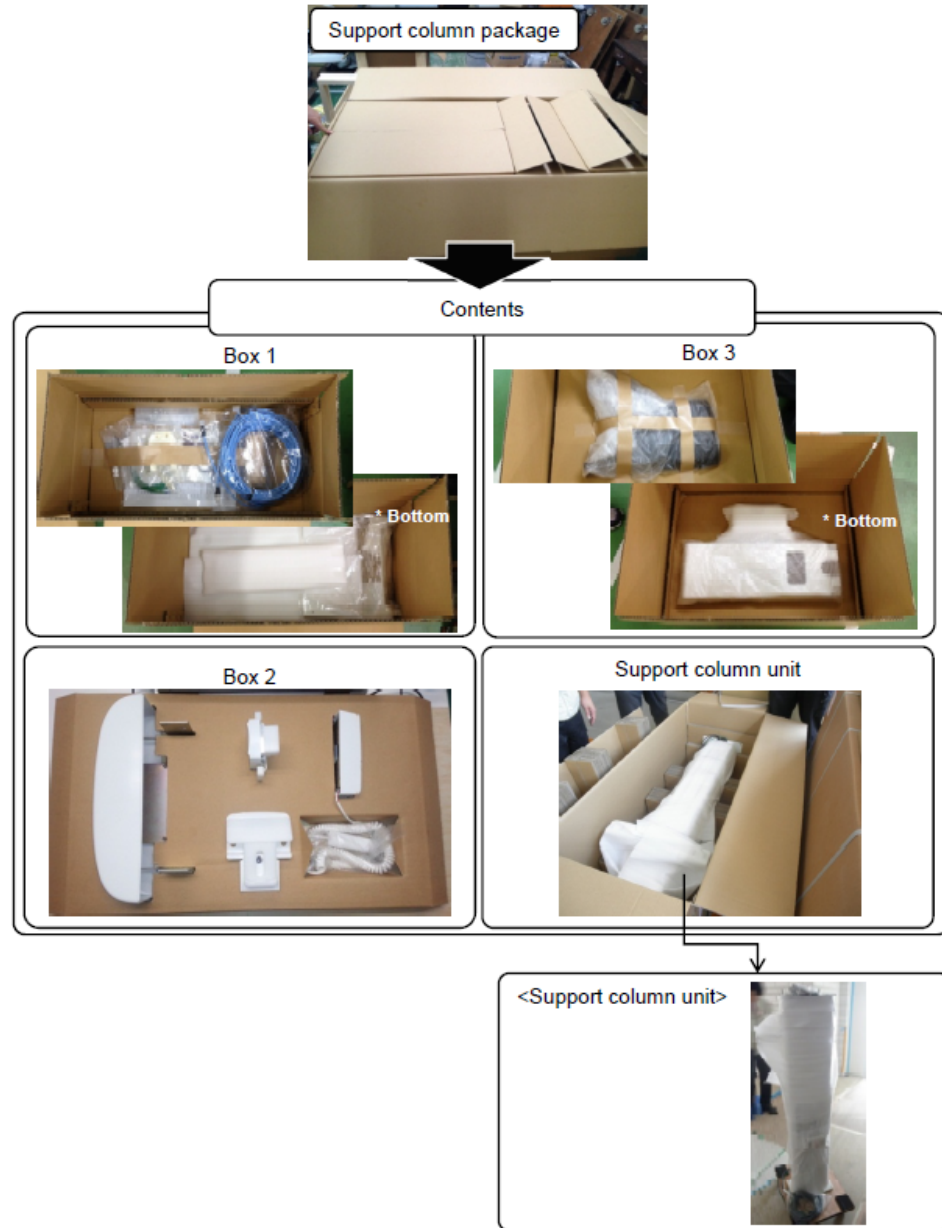 Support column package
Contents
Box 1
* Bottom
Box 3
* Bottom
Box 2
Support column unit
<Support column unit>